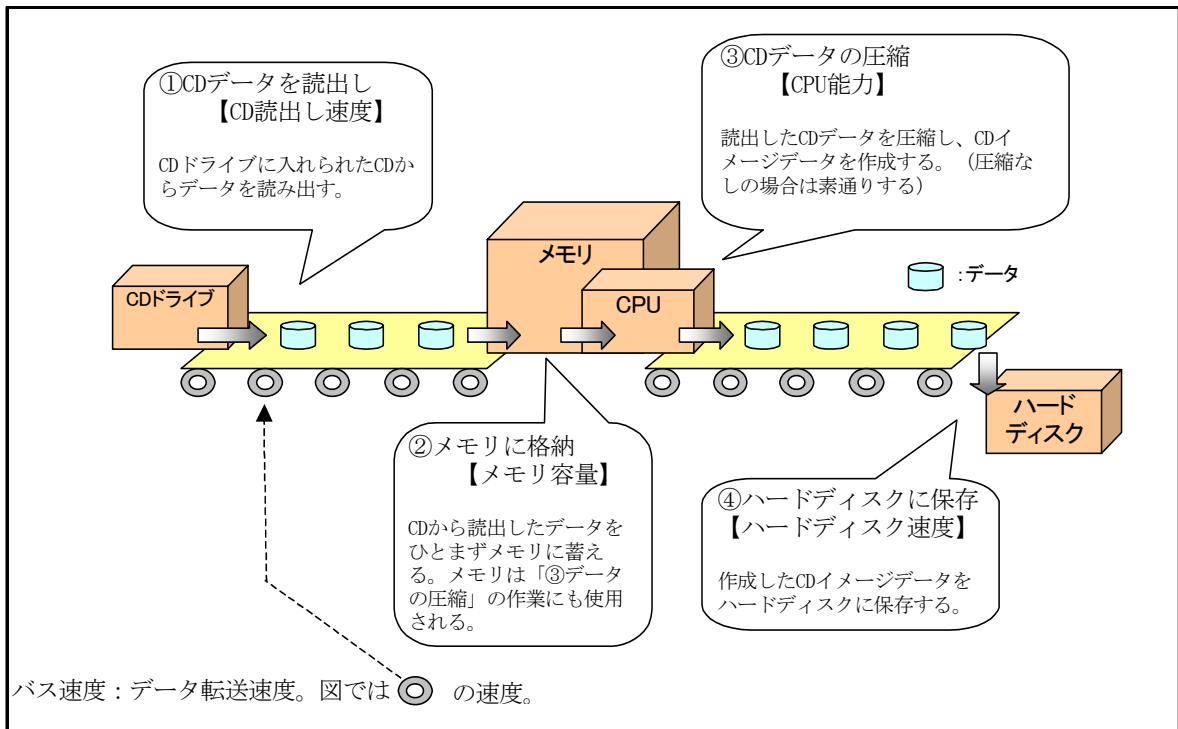 ①CDデータを読出し
【CD読出し速度】
CDドライブに入れられたCDか
らデータを読み出す。
③CDデータの圧縮
【CPU能力】
読出したCDデータを圧縮し、CDイ
メージデータを作成する。（圧縮な
しの場合は素通りする）
CDドライブ
メモリ
CPU
:データ
ハード
ディスク
②メモリに格納
【メモリ容量】
CDから読出したデータを
ひとまずメモリに蓄え
る。メモリは「③データ
の圧縮」の作業にも使用
される。
④ハードディスクに保存
【ハードディスク速度】
作成したCDイメージデータを
ハードディスクに保存する。
バス速度：データ転送速度。図では の速度。